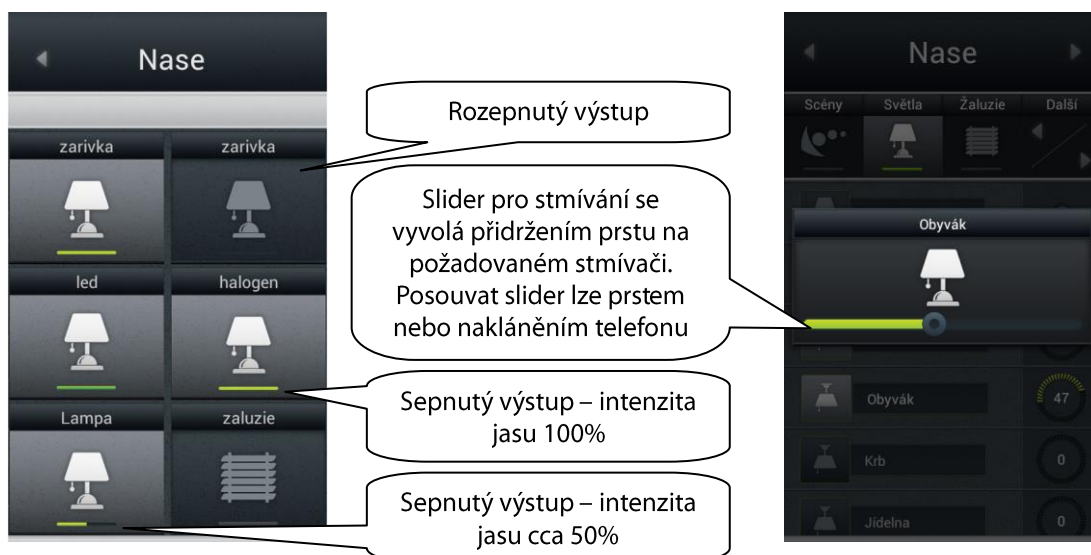 Nase
zarivka
zarivka
led
halogen
Lampa
zaluzie
Rozepnutý výstup
Slider pro stmívání se
vyvolá přidržením prstu na
požadovaném stmívači.
Posouvat slider lze prstem
nebo nakláněním telefonu
Sepnutý výstup – intenzita
jasu 100%
Sepnutý výstup – intenzita
jasu cca 50%
Nase
Scény
Světla
Žaluzie
Další
Obyvák
Obyvák
47
Krb
0
Jídelna
0